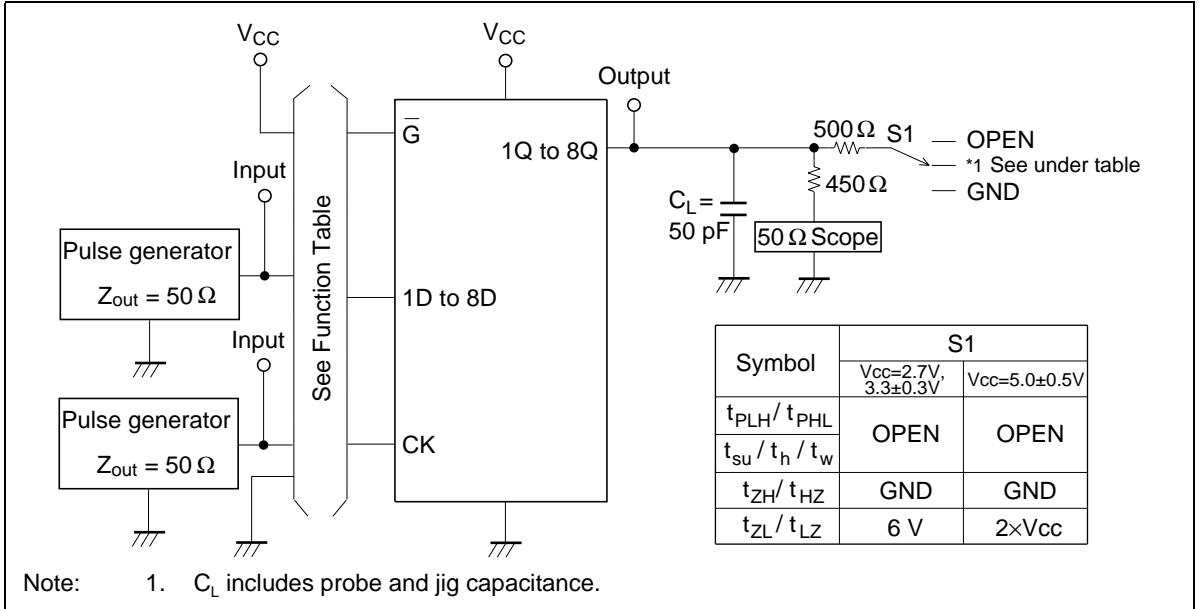 VCC
VCC
Output
G
1Q to 8Q
500 Ω
S1
OPEN
*1 See under table
GND
450 Ω
CL =
50 pF
50 Ω Scope
Input
Pulse generator
Zout = 50 Ω
See Function Table
1D to 8D
Input
Pulse generator
Zout = 50 Ω
CK
Symbol
S1
Vcc=2.7V,
3.3±0.3V
Vcc=5.0±0.5V
tPLH / tPHL
OPEN
OPEN
tsu / th / tw
tZH / tHZ
GND
GND
tZL / tLZ
6 V
2×Vcc
Note: 1. CL includes probe and jig capacitance.